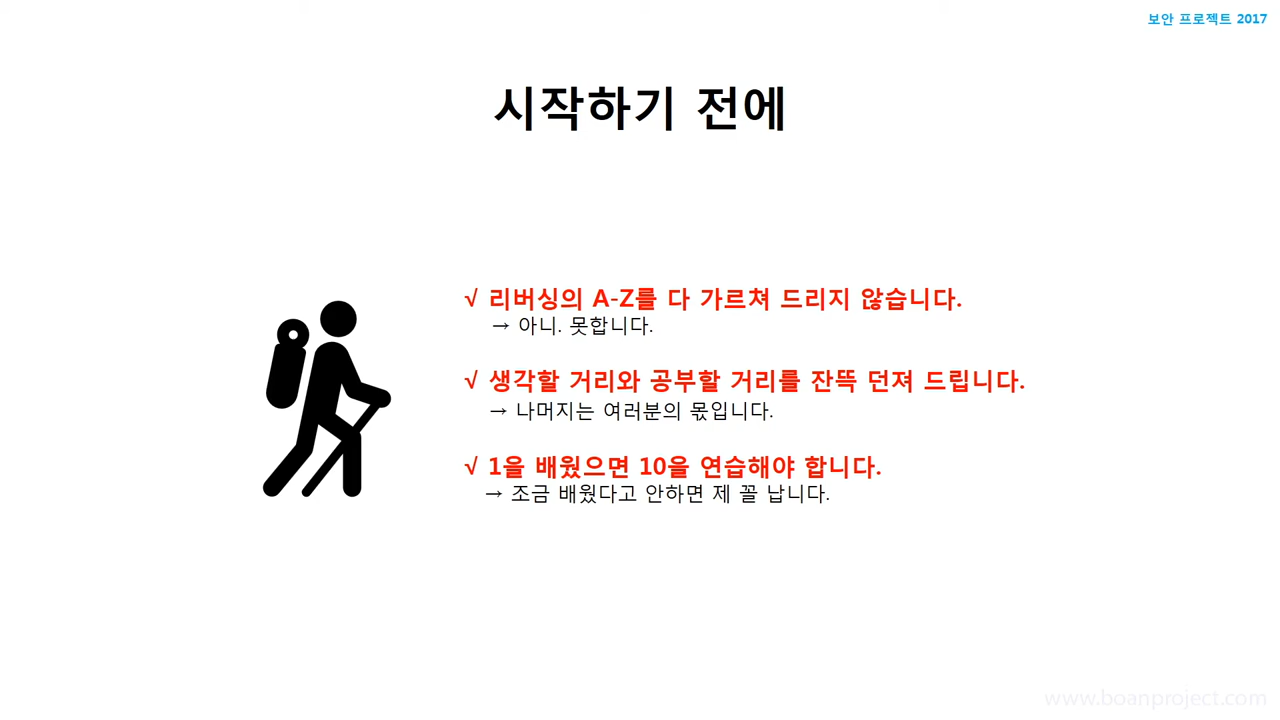 보안 프로젝트 2017
시작하기 전에
√ 리버싱의 A-Z를 다 가르쳐 드리지 않습니다.
→ 아니. 못합니다.
√ 생각할 거리와 공부할 거리를 잔뜩 던져 드립니다.
→ 나머지는 여러분의 몫입니다.
√ 1을 배웠으면 10을 연습해야 합니다.
→ 조금 배웠다고 안하면 제 꼴 납니다.
www.boanproject.com